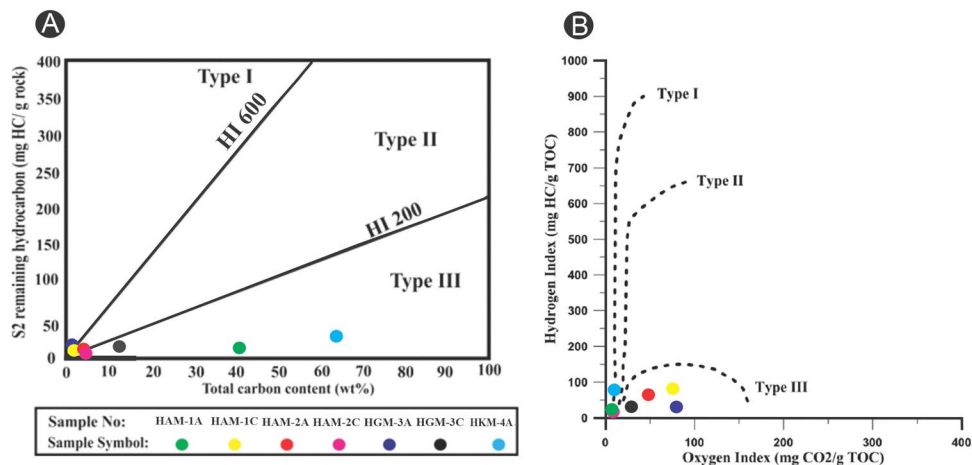 A
S2 remaining hydrocarbon (mg HC/ g rock)
400
350
300
250
200
150
100
50
0
Type I
HI 600
Type II
HI 200
Type III
0 10 20 30 40 50 60 70 80 90 100
Total carbon content (wt%)
Sample No: HAM-1A HAM-1C HAM-2A HAM-2C HGM-3A HGM-3C HKM-4A
Sample Symbol:
B
Hydrogen Index (mg HC/g TOC)
1000
900
800
700
600
500
400
300
200
100
0
Type I
Type II
Type III
0 100 200 300 400
Oxygen Index (mg CO2/g TOC)